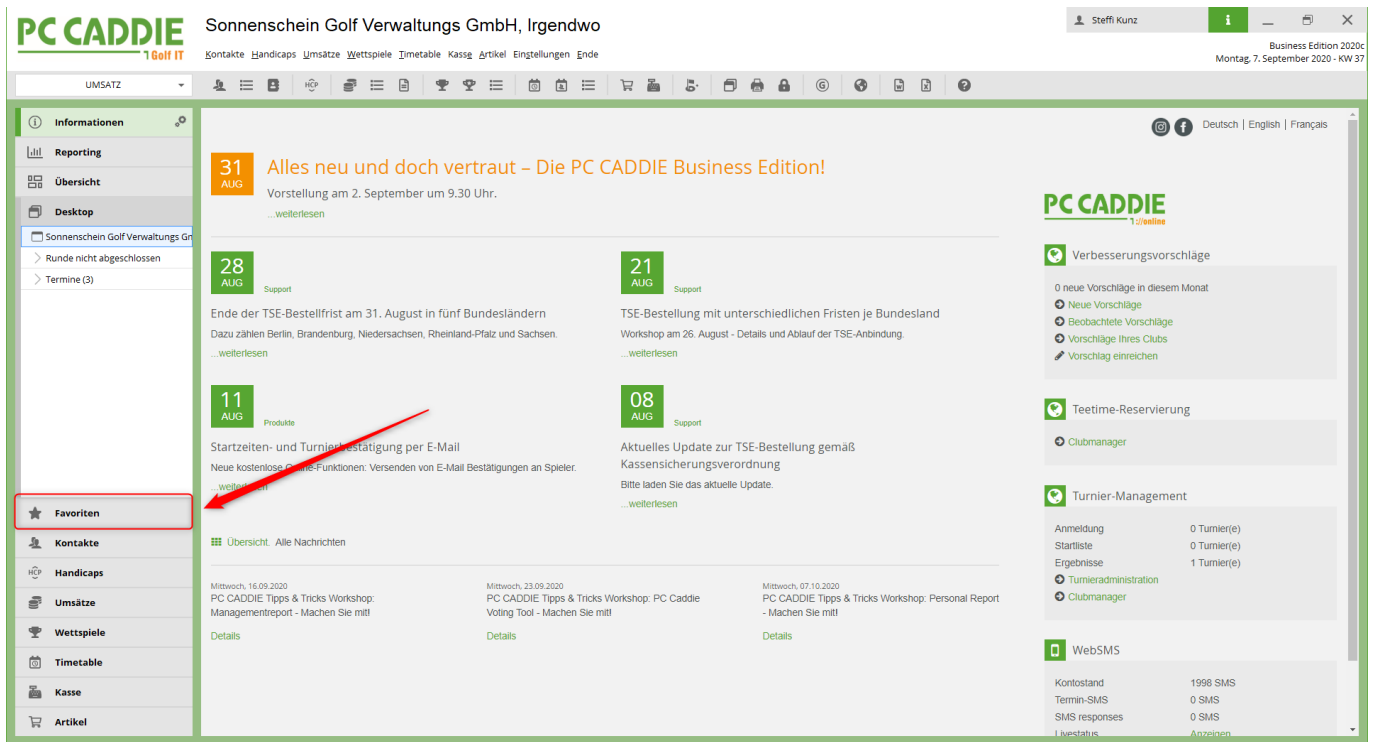 PC CADDIE
Golf IT
Sonnenschein Golf Verwaltungs GmbH, Irgendwo
Kontakte Handicaps Umsätze Wettspiele Timetable Kasse Artikel Einstellungen Ende
Steffi Kunz
i
Business Edition 2020c
Montag, 7. September 2020 - KW 37
UMSATZ
HCP
Informationen
Reporting
Übersicht
Desktop
Sonnenschein Golf Verwaltungs Gm
Runde nicht abgeschlossen
Termine (3)
Favoriten
Kontakte
HCP Handicaps
Umsätze
Wettspiele
Timetable
Kasse
Artikel
Deutsch | English | Français
31
AUG
Alles neu und doch vertraut – Die PC CADDIE Business Edition!
Vorstellung am 2. September um 9.30 Uhr.
...weiterlesen
28
AUG
Support
Ende der TSE-Bestellfrist am 31. August in fünf Bundesländern
Dazu zählen Berlin, Brandenburg, Niedersachsen, Rheinland-Pfalz und Sachsen.
...weiterlesen
21
AUG
Support
TSE-Bestellung mit unterschiedlichen Fristen je Bundesland
Workshop am 26. August - Details und Ablauf der TSE-Anbindung.
...weiterlesen
11
AUG
Produkte
Startzeiten- und Turnierbestätigung per E-Mail
Neue kostenlose Online-Funktionen: Versenden von E-Mail Bestätigungen an Spieler.
...weiterlesen
08
AUG
Support
Aktuelles Update zur TSE-Bestellung gemäß
Kassensicherungsverordnung
Bitte laden Sie das aktuelle Update.
...weiterlesen
Übersicht. Alle Nachrichten
Mittwoch, 16.09.2020
PC CADDIE Tipps & Tricks Workshop:
Managementreport - Machen Sie mit!
Details
Mittwoch, 23.09.2020
PC CADDIE Tipps & Tricks Workshop: PC Caddie
Voting Tool - Machen Sie mit!
Details
Mittwoch, 07.10.2020
PC CADDIE Tipps & Tricks Workshop: Personal Report
- Machen Sie mit!
Details
PC CADDIE
://online
Verbesserungsvorschläge
0 neue Vorschläge in diesem Monat
Neue Vorschläge
Beobachtete Vorschläge
Vorschläge Ihres Clubs
Vorschlag einreichen
Teetime-Reservierung
Clubmanager
Turnier-Management
Anmeldung 0 Turnier(e)
Startliste 0 Turnier(e)
Ergebnisse 1 Turnier(e)
Turnieradministration
Clubmanager
WebSMS
Kontostand 1998 SMS
Termin-SMS 0 SMS
SMS responses 0 SMS
Livestatus Anzeigen